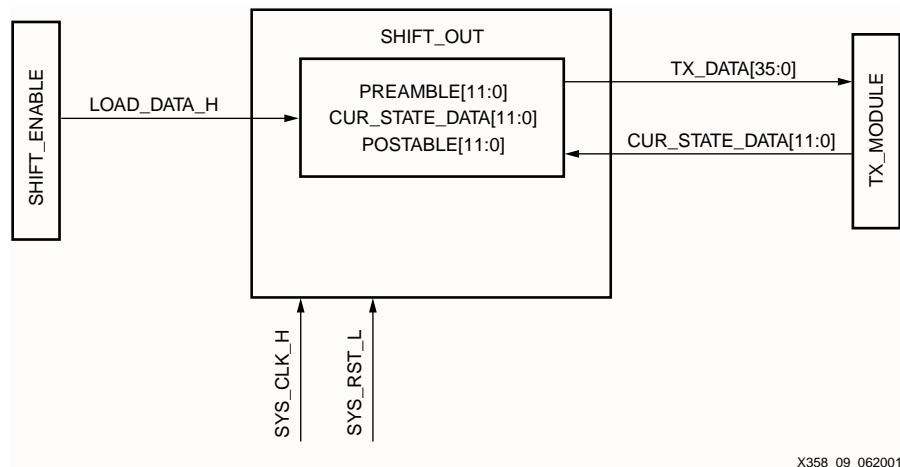 SHIFT_OUT
SHIFT_ENABLE
LOAD_DATA_H
PREAMBLE[11:0]
CUR_STATE_DATA[11:0]
POSTABLE[11:0]
TX_DATA[35:0]
CUR_STATE_DATA[11:0]
TX_MODULE
SYS_CLK_H
SYS_RST_L
X358_09_062001